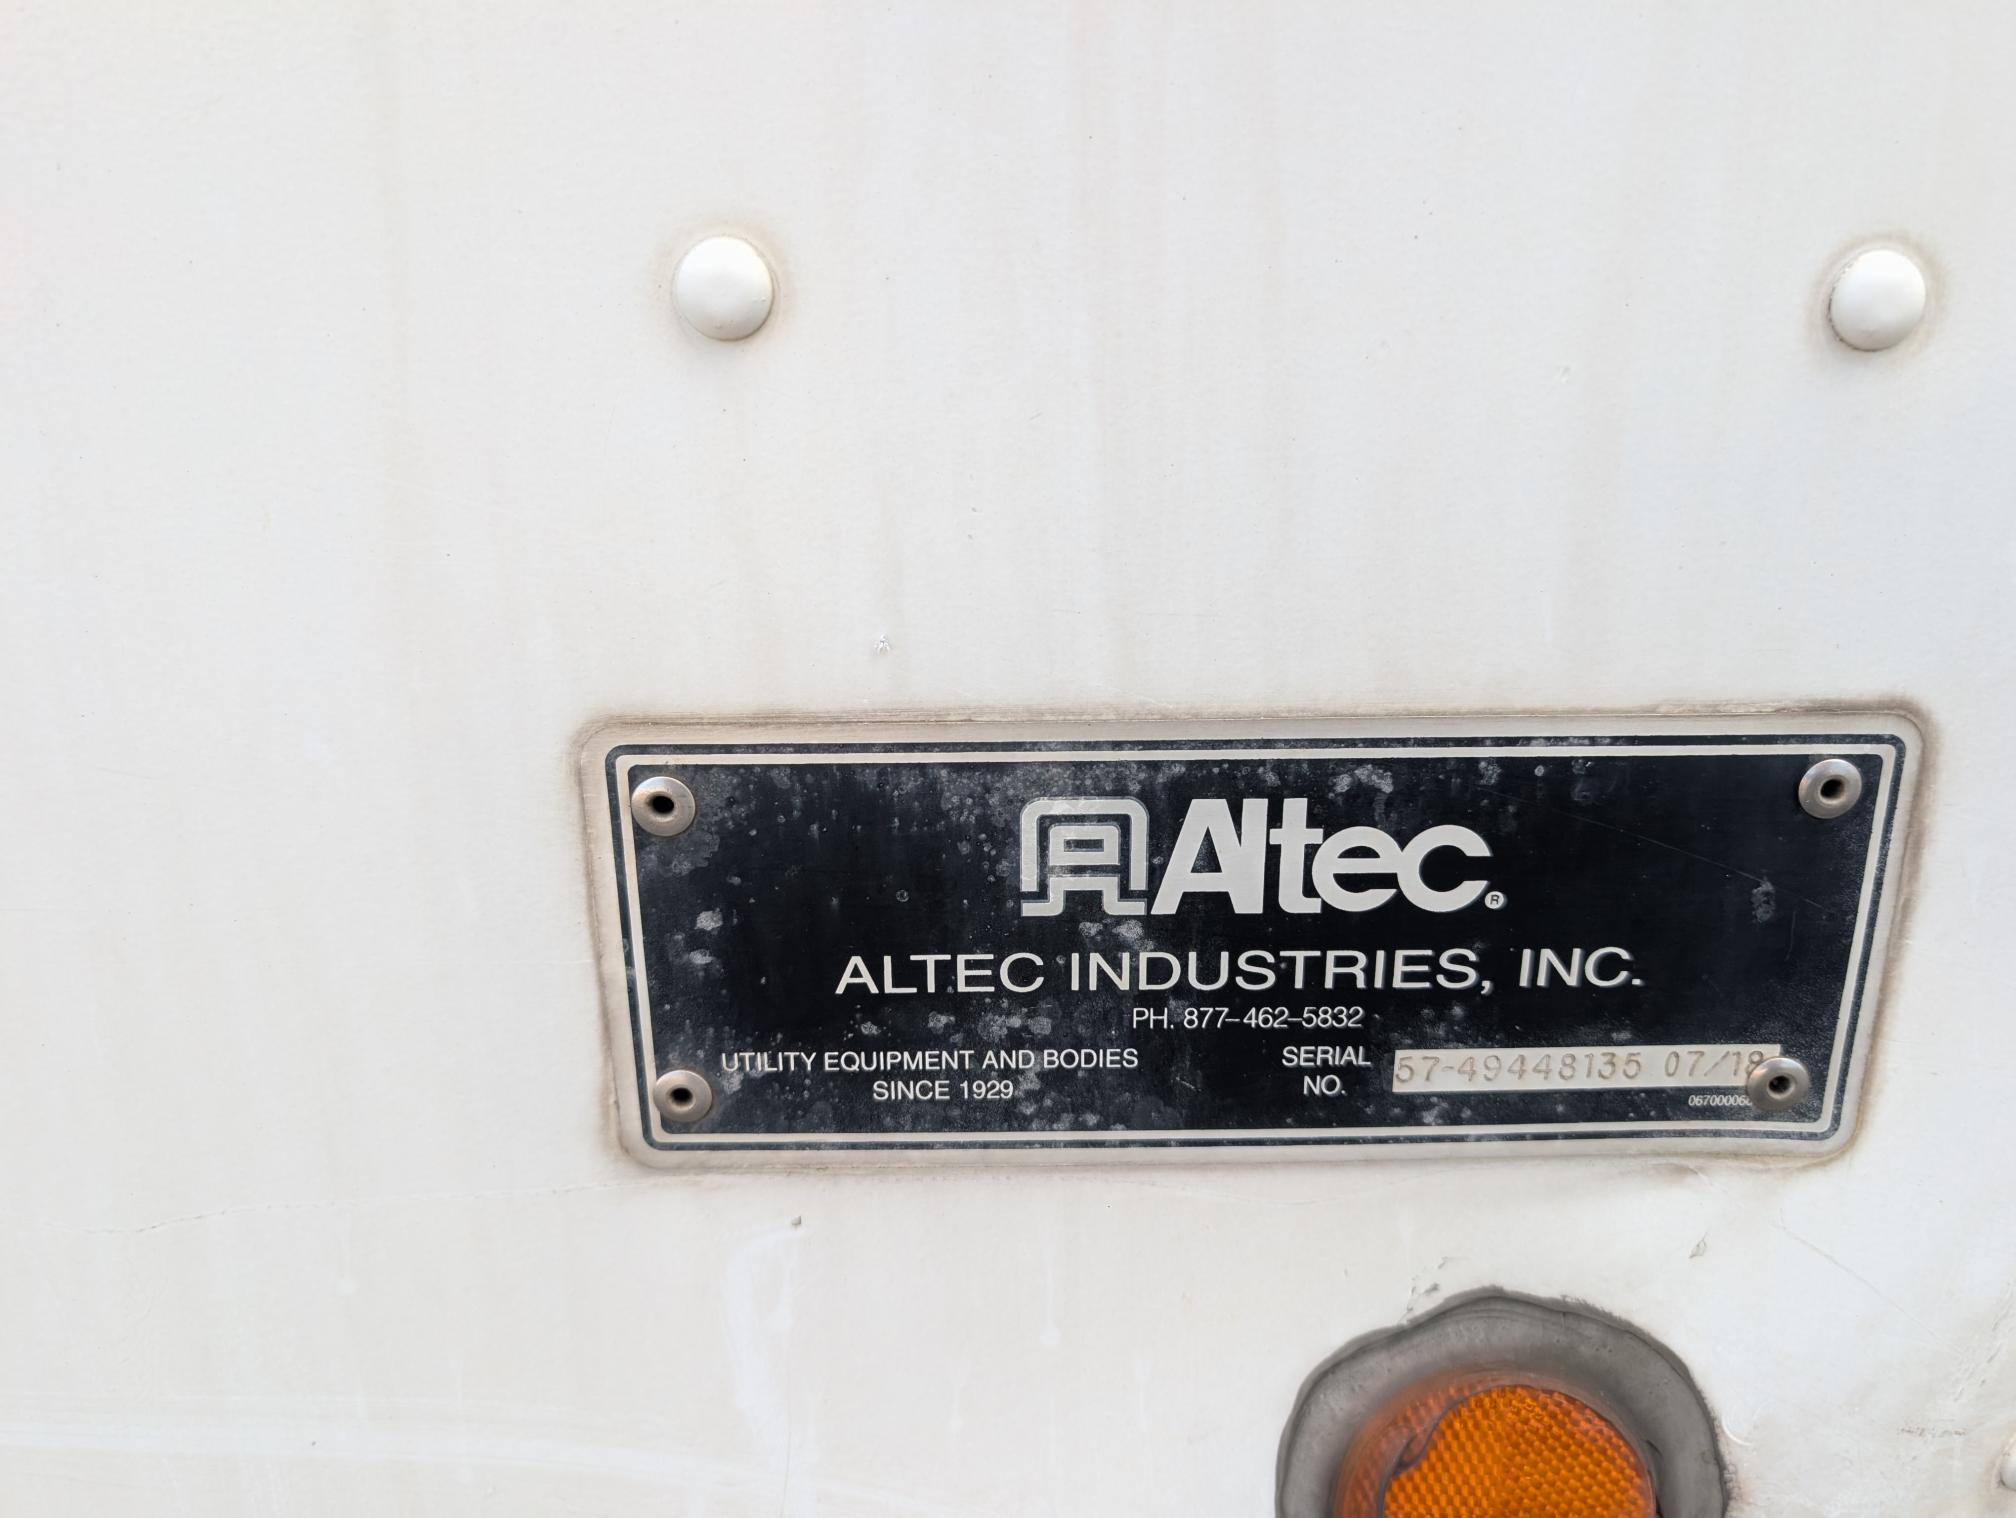 Altec®
ALTEC INDUSTRIES, INC.
PH. 877-462-5832
UTILITY EQUIPMENT AND BODIES
SINCE 1929
SERIAL
NO.
57-49448135 07/18